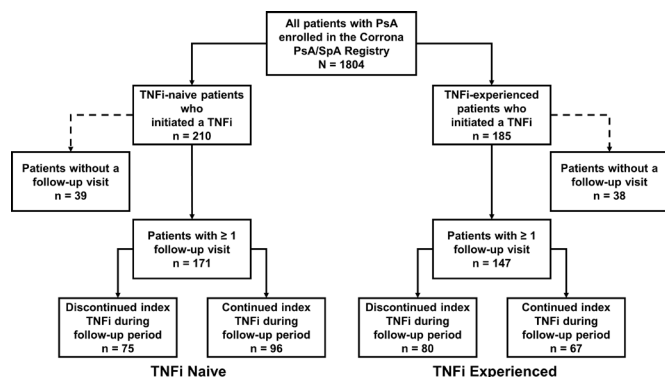 All patients with PsA
enrolled in the Corrona
PsA/SpA Registry
N = 1804
TNFi-naive patients
who
initiated a TNFi
n = 210
TNFi-experienced
patients who
initiated a TNFi
n = 185
Patients without a
follow-up visit
n = 39
Patients without a
follow-up visit
n = 38
Patients with ≥ 1
follow-up visit
n = 171
Patients with ≥ 1
follow-up visit
n = 147
Discontinued index
TNFi during
follow-up period
n = 75
Continued index
TNFi during
follow-up period
n = 96
Discontinued index
TNFi during
follow-up period
n = 80
Continued index
TNFi during
follow-up period
n = 67
TNFi Naive
TNFi Experienced